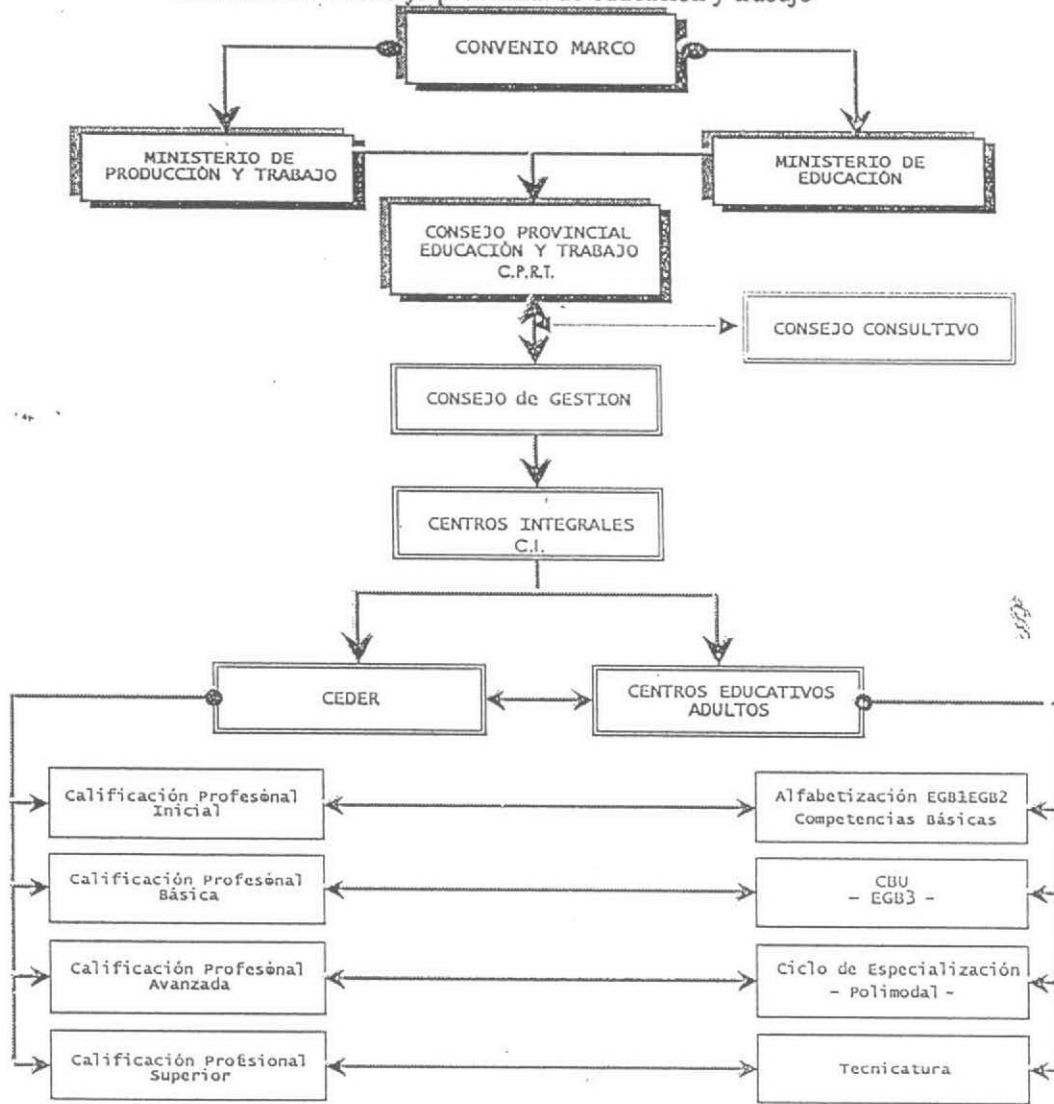 educación y trabajo
CONVENIO MARCO
MINISTERIO DE
PRODUCCIÓN Y TRABAJO
MINISTERIO DE
EDUCACIÓN
CONSEJO PROVINCIAL
EDUCACIÓN Y TRABAJO
C.P.R.T.
CONSEJO CONSULTIVO
CONSEJO de GESTION
CENTROS INTEGRALES
C.I.
CEDER
CENTROS EDUCATIVOS
ADULTOS
Calificación Profesónal
Inicial
Alfabetización EGB1EGB2
Competencias Básicas
Calificación Profesónal
Básica
CBU
- EGB3 -
Calificación Profesónal
Avanzada
Ciclo de Especialización
- Polimodal -
Calificación Profesional
Superior
Tecnicatura